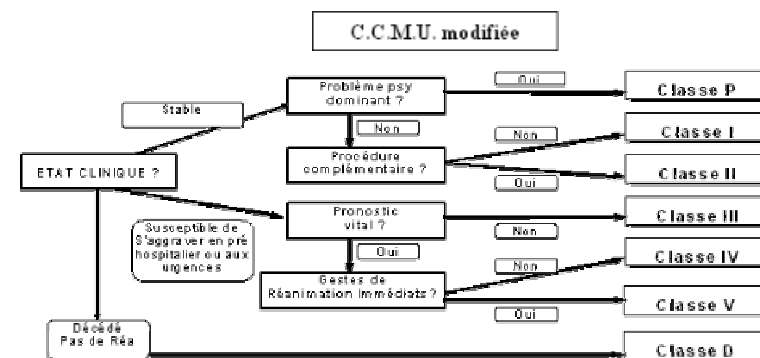 C.C.M.U. modifiée
Problème psy
dominant ?
Oui
Classe P
Stable
Non
Non
Classe I
Procédure
complémentaire ?
ETAT CLINIQUE ?
Oui
Classe II
Susceptible de
S'aggraver en pré
hospitalier ou aux
urgences
Pronostic
vital ?
Non
Classe III
Oui
Non
Classe IV
Gestes de
Réanimation Immédiats ?
Oui
Classe V
Décédé
Pas de Réa
Classe D